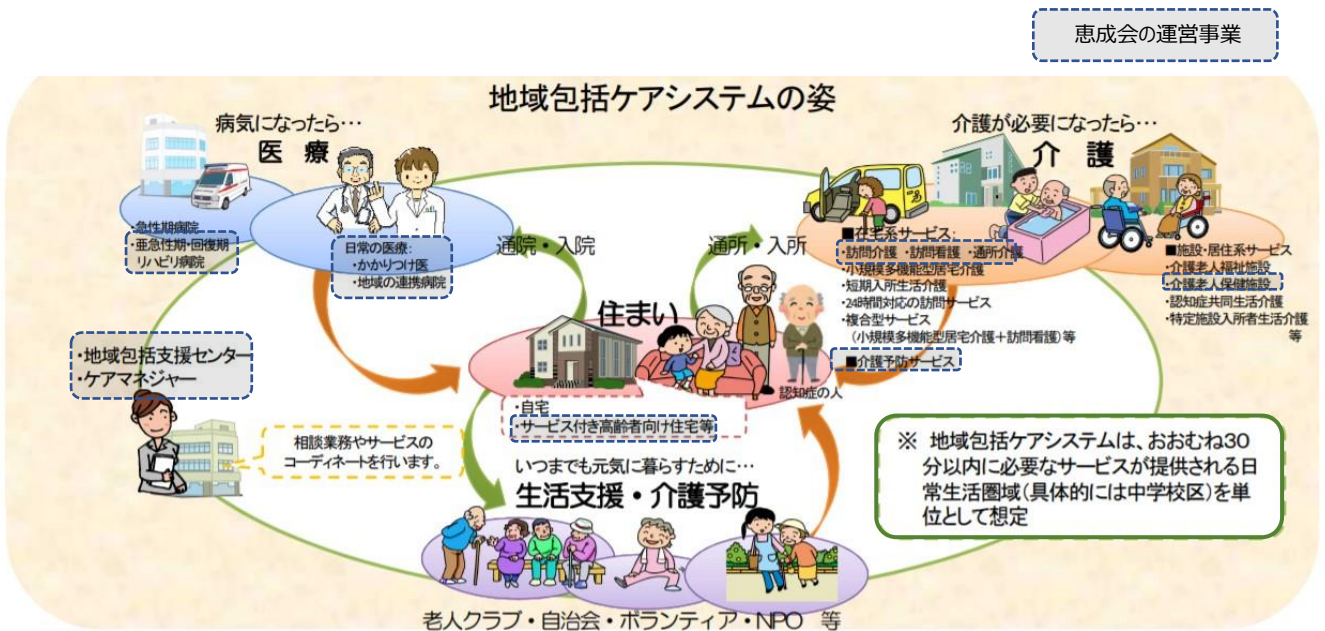 恵成会の運営事業
地域包括ケアシステムの姿
病気になったら…
医 療
・急性期病院
・亜急性期・回復期
リハビリ病院
日常の医療：
・かかりつけ医
・地域の連携病院
通院・入院
通所・入所
介護が必要になったら…
介 護
■在宅系サービス：
・訪問介護 ・訪問看護 ・通所介護
・小規模多機能型居宅介護
・短期入所生活介護
・24時間対応の訪問サービス
・複合型サービス
（小規模多機能型居宅介護＋訪問看護）等
■介護予防サービス
■施設・居住系サービス
・介護老人福祉施設
・介護老人保健施設
・認知症共同生活介護
・特定施設入所者生活介護
等
住まい
認知症の人
・自宅
・サービス付き高齢者向け住宅等
・地域包括支援センター
・ケアマネジャー
相談業務やサービスの
コーディネートを行います。
いつまでも元気に暮らすために…
生活支援・介護予防
老人クラブ・自治会・ボランティア・NPO 等
※ 地域包括ケアシステムは、おおむね30
分以内に必要なサービスが提供される日
常生活圏域（具体的には中学校区）を単
位として想定